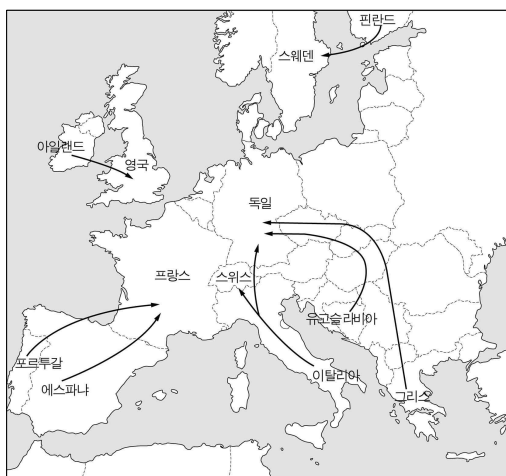 핀란드
스웨덴
아일랜드
영국
독일
프랑스
스위스
유고슬라비아
포르투갈
에스파냐
이탈리아
그리스